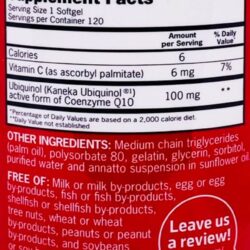 Supplement Facts
Serving Size 1 Softgel
Servings per Container 120
Amount per Serving
% Daily Value*
Calories 6
Vitamin C (as ascorbyl palmitate) 6 mg 7%
Ubiquinol (Kaneka Ubiquinol®¹) active form of Coenzyme Q10 100 mg **
*Percentage of Daily Values are based on a 2,000 calorie diet.
**Daily Value not established
OTHER INGREDIENTS: Medium chain triglycerides
(palm oil), polysorbate 80, gelatin, glycerin, sorbitol,
purified water and annatto suspension in sunflower oil
FREE OF: Milk or milk by-products, egg or egg
by-products, fish or fish by-products,
shellfish or shellfish by-products,
tree nuts, wheat or wheat
by-products, peanuts or peanut
by-products, and soybeans
Leave us
a review!